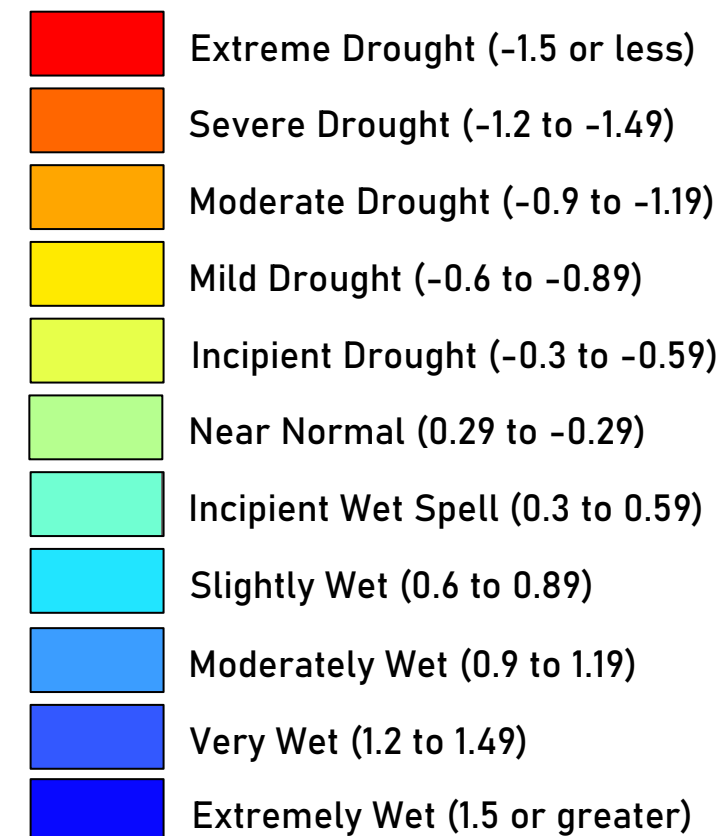 Extreme Drought (-1.5 or less)
Severe Drought (-1.2 to -1.49)
Moderate Drought (-0.9 to -1.19)
Mild Drought (-0.6 to -0.89)
Incipient Drought (-0.3 to -0.59)
Near Normal (0.29 to -0.29)
Incipient Wet Spell (0.3 to 0.59)
Slightly Wet (0.6 to 0.89)
Moderately Wet (0.9 to 1.19)
Very Wet (1.2 to 1.49)
Extremely Wet (1.5 or greater)